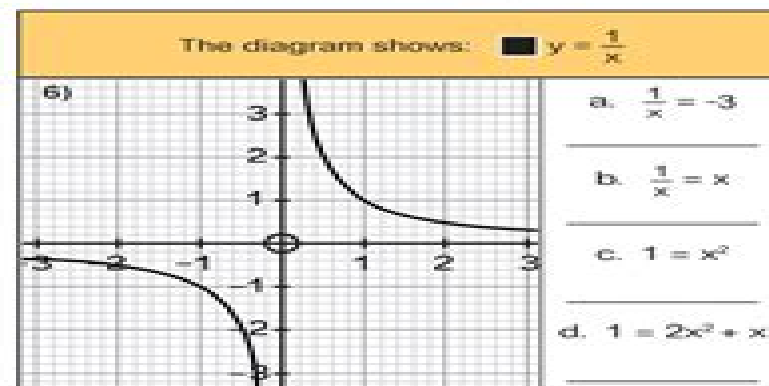 The diagram shows: y = 1/x
6)
3
2
1
-3 -2 -1 1 2 3
-1
-2
-3
a. 1/x = -3
b. 1/x = x
c. 1 = x²
d. 1 = 2x² + x